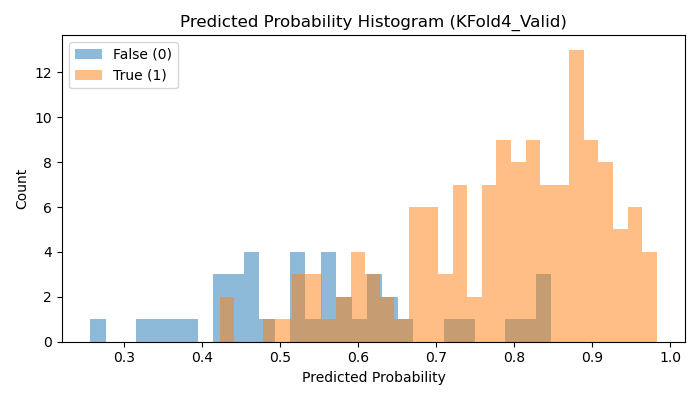 Predicted Probability Histogram (KFold4_Valid)
False (0)
True (1)
Count
12
10
8
6
4
2
0
0.3 0.4 0.5 0.6 0.7 0.8 0.9 1.0
Predicted Probability